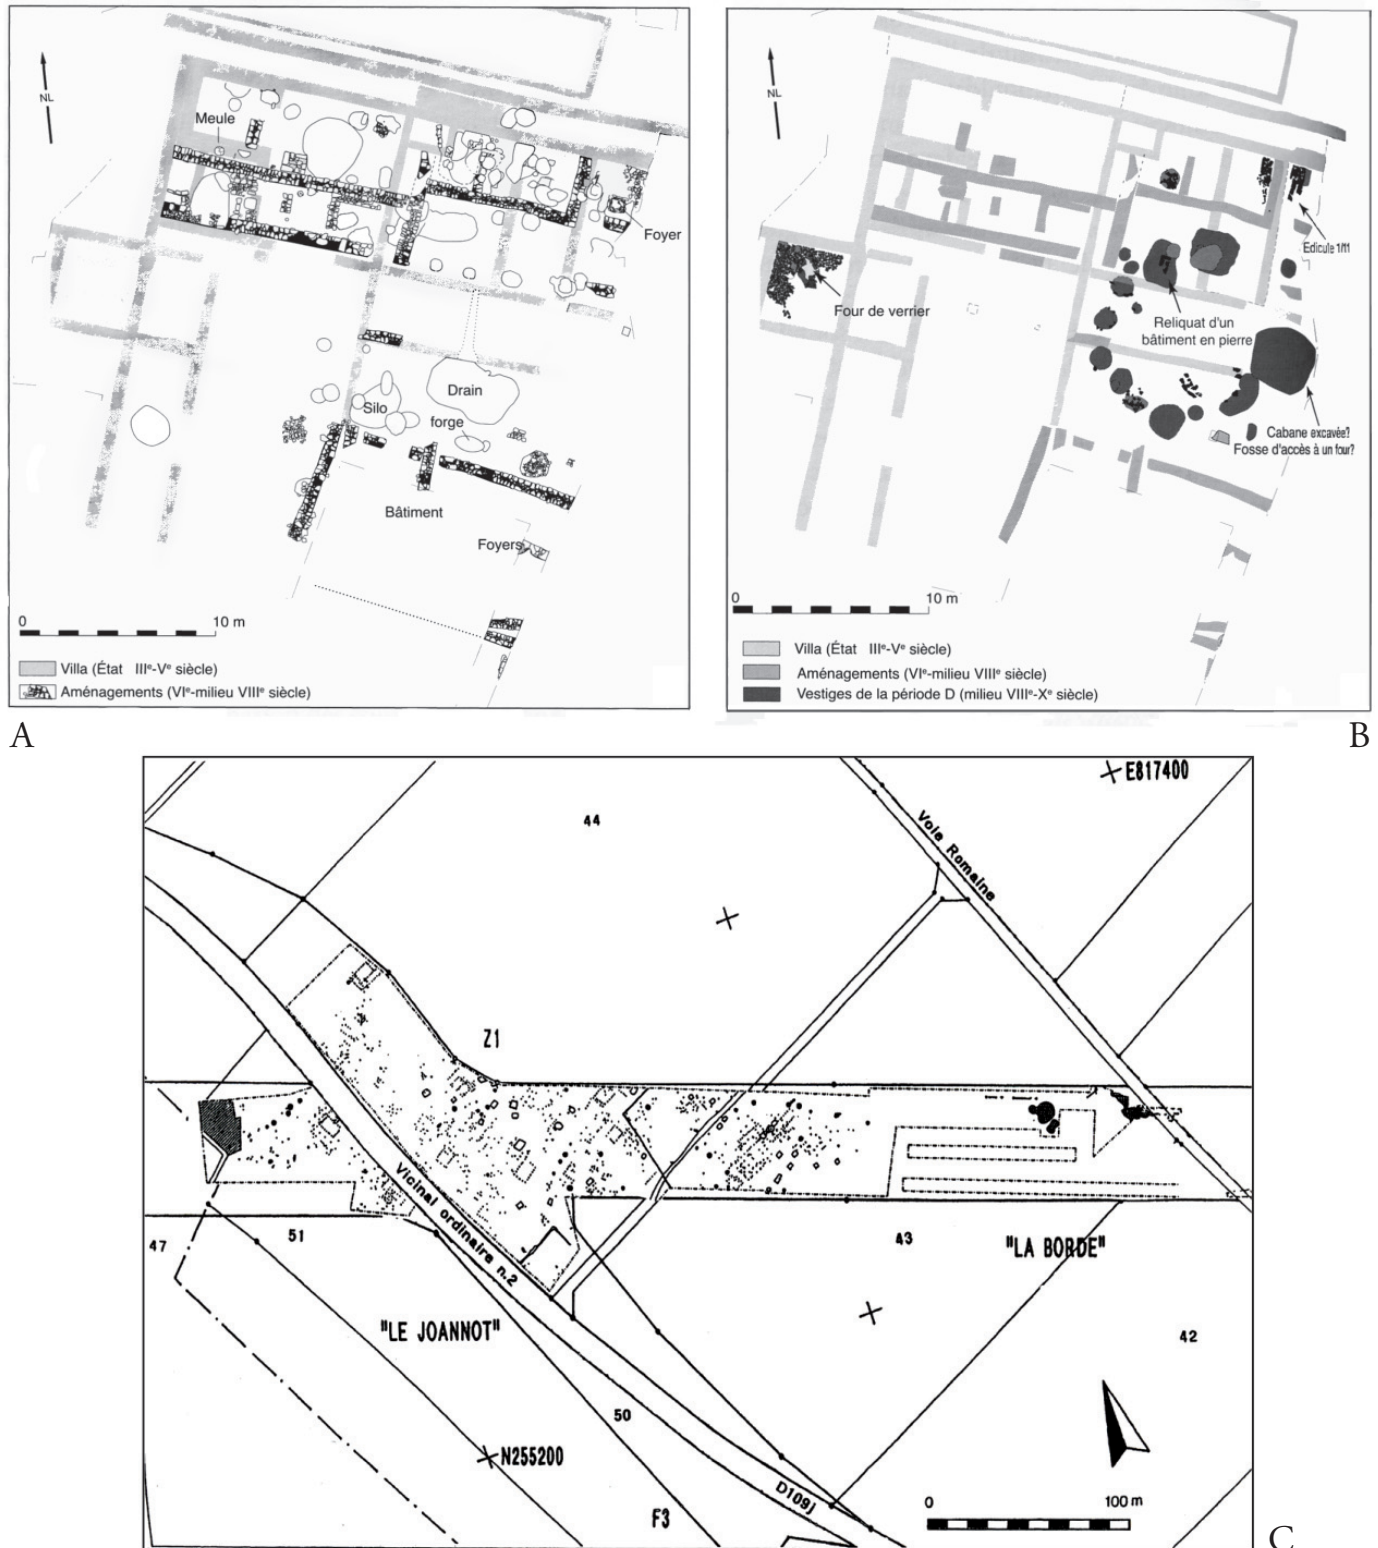 NL
Meule
Foyer
Drain
Silo
forge
Bâtiment
Foyers
0 10 m
Villa (État IIIe-Ve siècle)
Aménagements (VIe-milieu VIIIe siècle)
A
NL
Edicule 1/11
Four de verrier
Reliquat d'un
bâtiment en pierre
Cabane excavée?
Fosse d'accès à un four?
0 10 m
Villa (État IIIe-Ve siècle)
Aménagements (VIe-milieu VIIIe siècle)
Vestiges de la période D (milieu VIIIe-Xe siècle)
B
E817400
44
Voie Romaine
Z1
Vicinal ordinaire n.2
47
51
43
"LA BORDE"
"LE JOANNOT"
42
50
N255200
D109J
F3
0 100 m
C